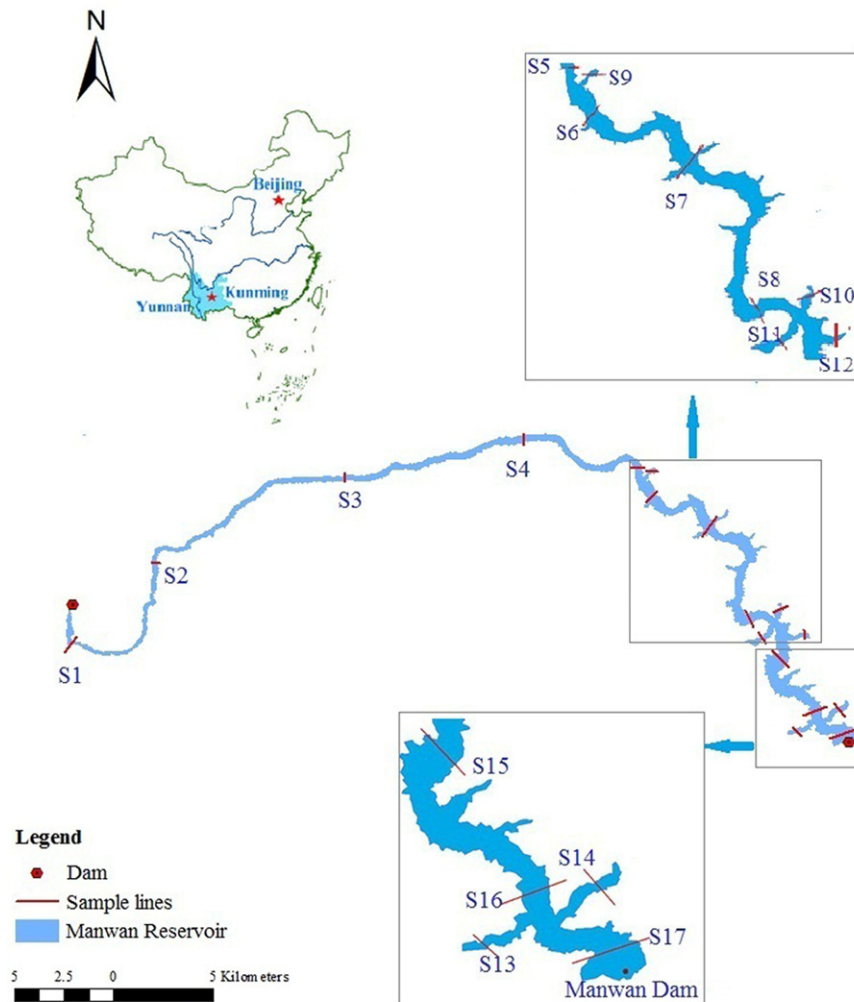 N
Beijing
Kunming
Yunnan
S5
S9
S6
S7
S8
S10
S11
S12
S4
S3
S2
S1
S15
S14
S16
S17
S13
Manwan Dam
Legend
Dam
Sample lines
Manwan Reservoir
5 2.5 0 5 Kilometers